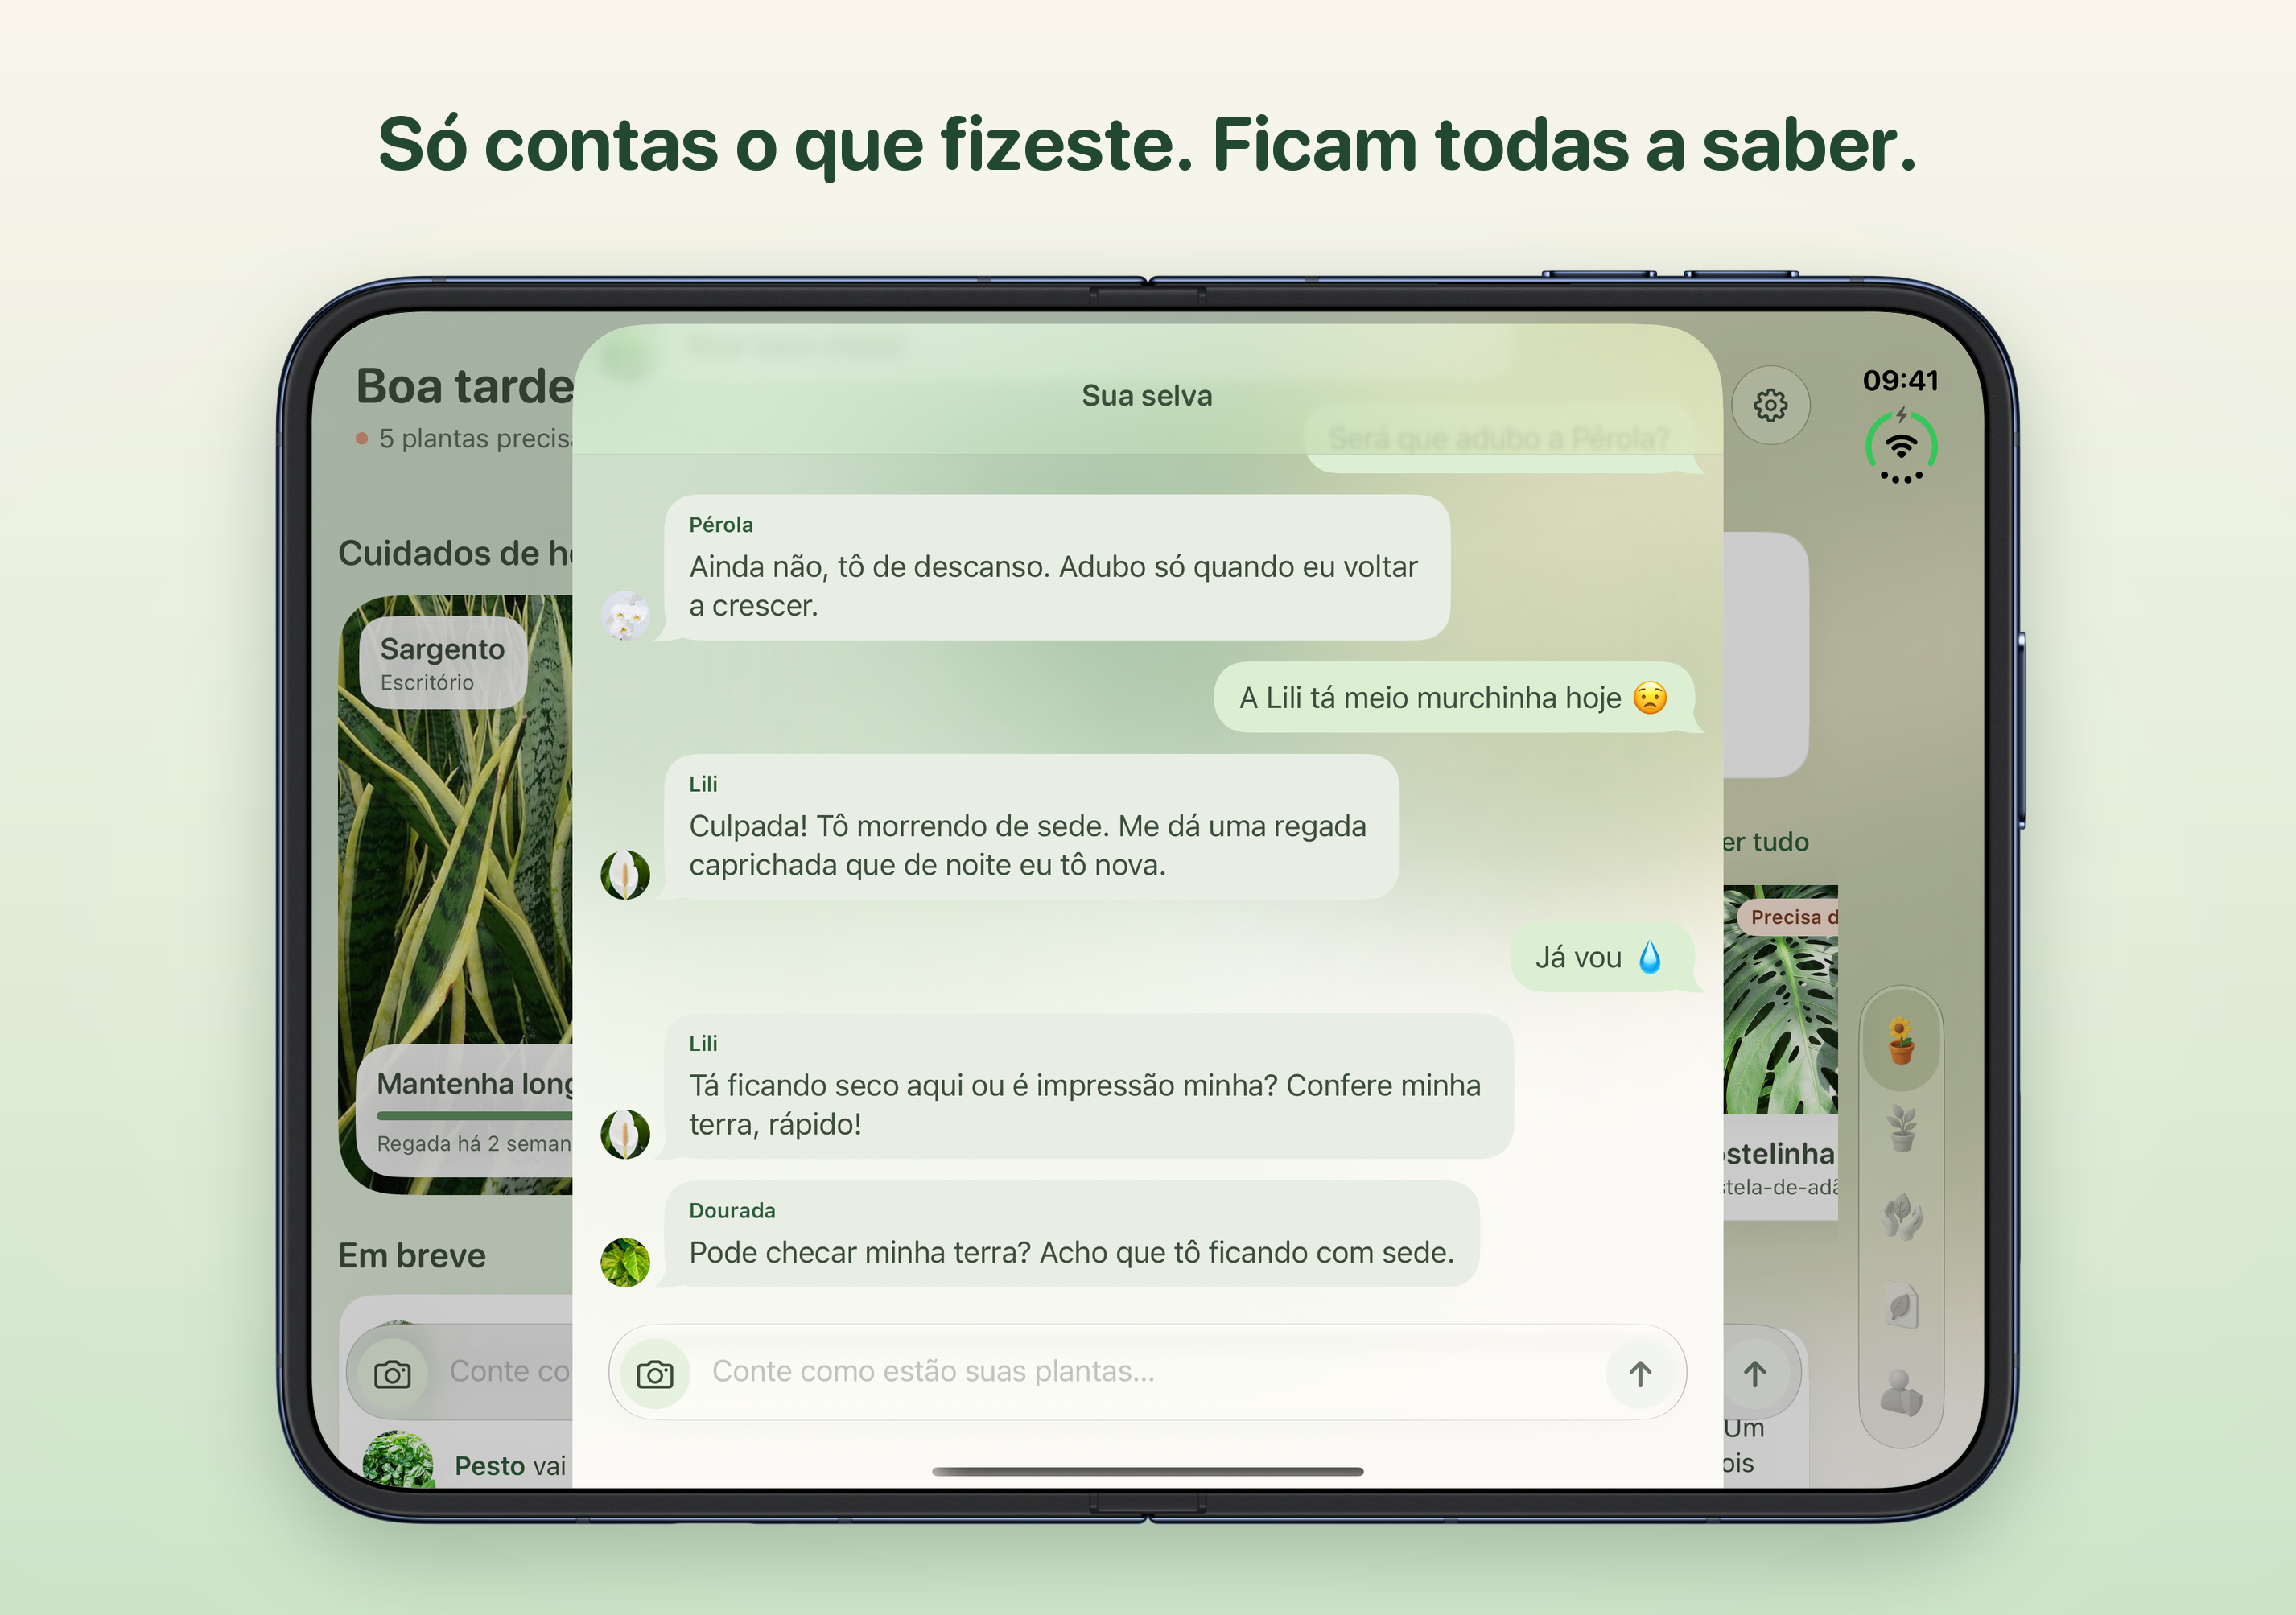 Só contas o que fizeste. Ficam todas a saber.
Boa tarde
5 plantas
Sua selva
09:41
Será que adubo a Pérola?
Cuidados de
Pérola
Ainda não, tô de descanso. Adubo só quando eu voltar
a crescer.
Sargento
Escritório
A Lili tá meio murchinha hoje 😟
Lili
Culpada! Tô morrendo de sede. Me dá uma regada
caprichada que de noite eu tô nova.
er tudo
Precisa d
Já vou 💧
Lili
Tá ficando seco aqui ou é impressão minha? Confere minha
terra, rápido!
Mantenha
Regada há 2
stelinha
stela-de-adã
Dourada
Pode checar minha terra? Acho que tô ficando com sede.
Em breve
Conte co
Conte como estão suas plantas...
Um
ois
Pesto vai